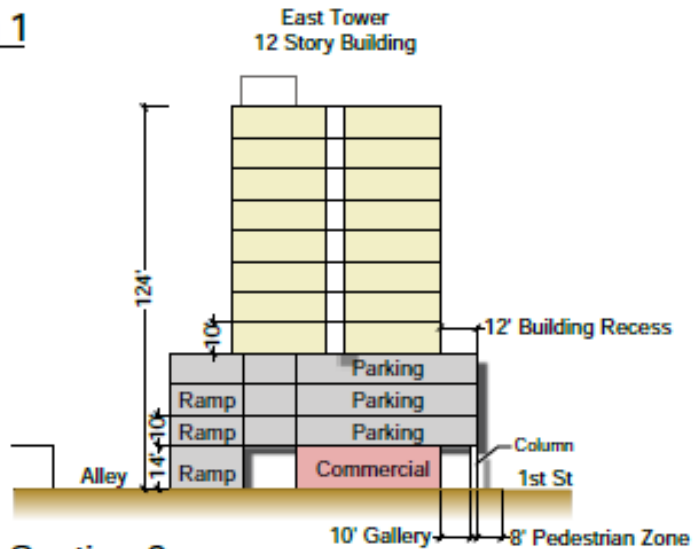 1
East Tower
12 Story Building
124'
10'
12' Building Recess
Parking
Ramp
Parking
10'
Ramp
Parking
Column
14'
Alley
Ramp
Commercial
1st St
10' Gallery
8' Pedestrian Zone